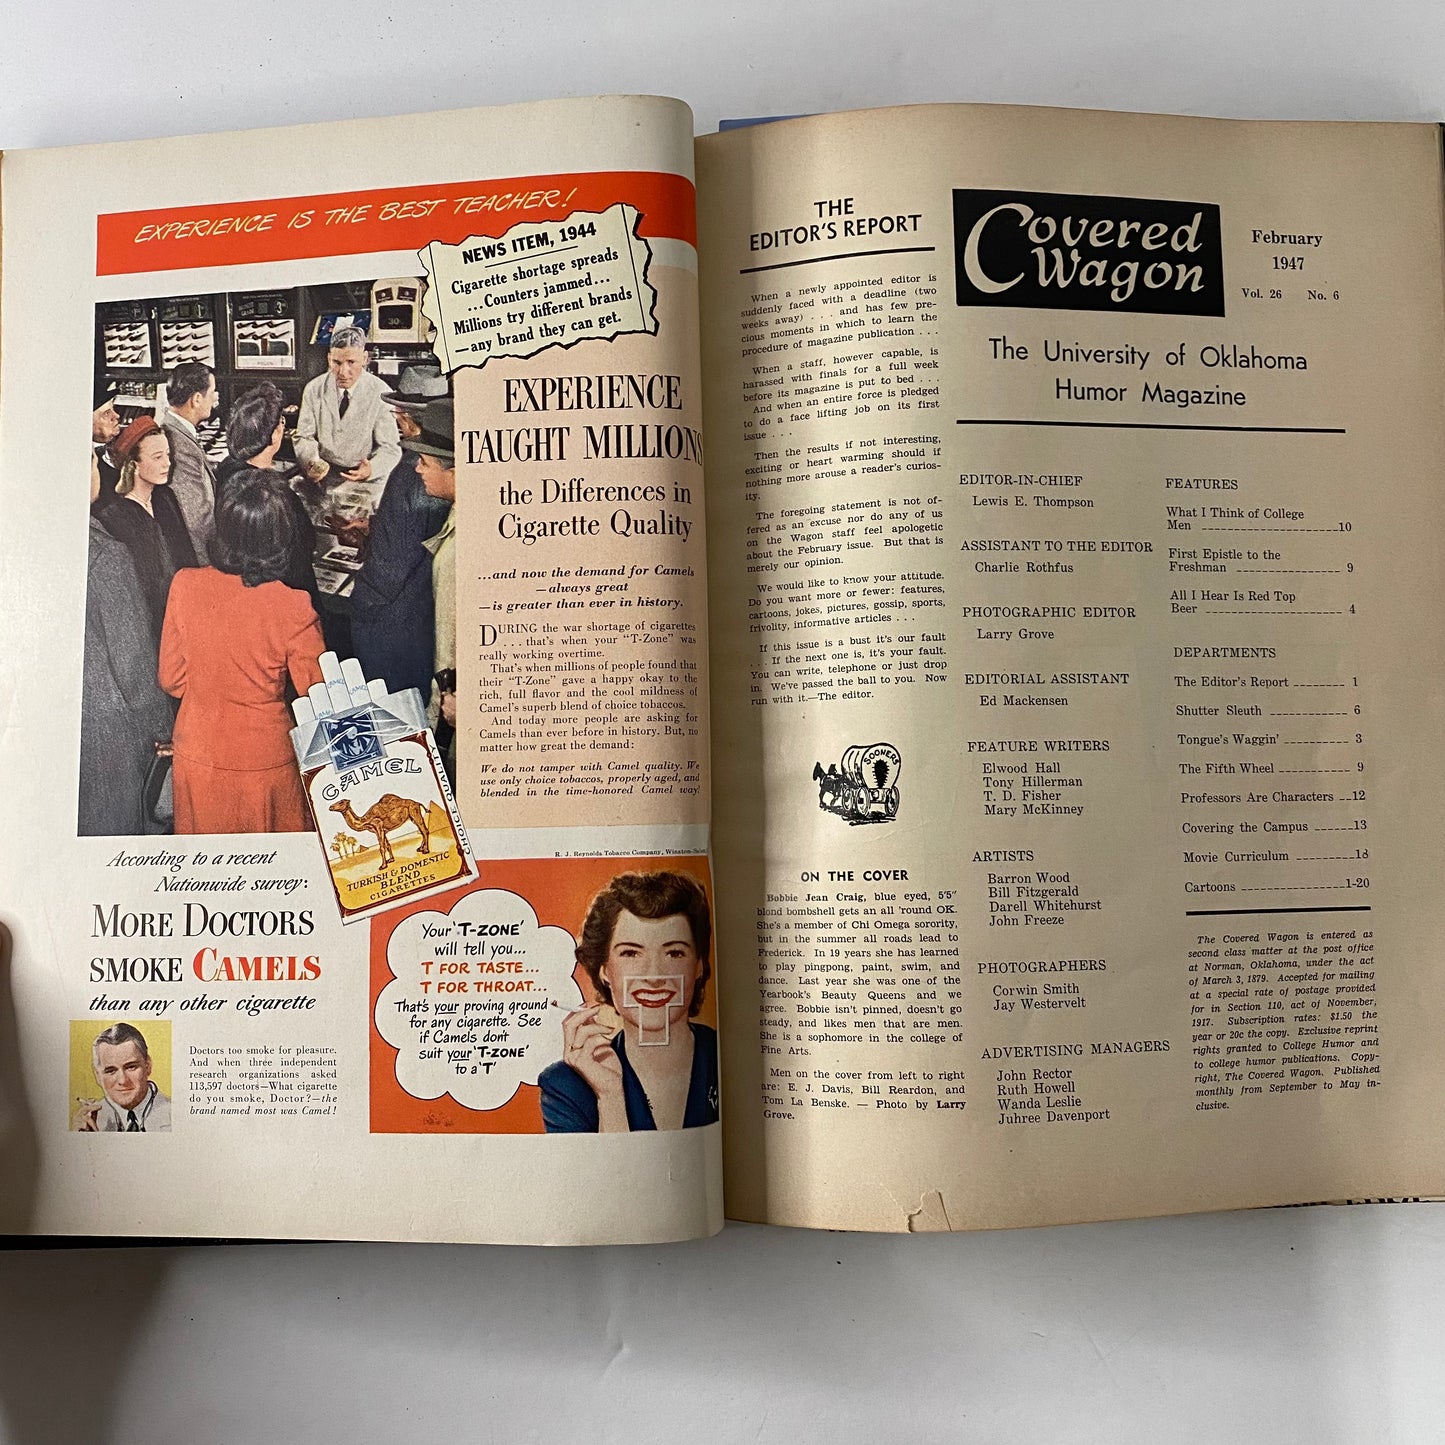 EXPERIENCE IS THE BEST TEACHER!
NEWS ITEM, 1944
Cigarette shortage spreads
...Counters jammed...
Millions try different brands
—any brand they can get.
30
EXPERIENCE
TAUGHT MILLIONS
the Differences in
Cigarette Quality
...and now the demand for Camels
—always great
—is greater than ever in history.
DURING the war shortage of cigarettes
. . . that's when your "T-Zone" was
really working overtime.
That's when millions of people found that
their "T-Zone" gave a happy okay to the
rich, full flavor and the cool mildness of
Camel's superb blend of choice tobaccos.
And today more people are asking for
Camels than ever before in history. But, no
matter how great the demand:
We do not tamper with Camel quality. We
use only choice tobaccos, properly aged, and
blended in the time-honored Camel way!
R. J. Reynolds Tobacco Company, Winston-Salem
CAMEL
CAMEL
CAMEL
CHOICE QUALITY
TURKISH & DOMESTIC
BLEND
CIGARETTES
According to a recent
Nationwide survey:
MORE DOCTORS
SMOKE CAMELS
than any other cigarette
Doctors too smoke for pleasure.
And when three independent
research organizations asked
113,597 doctors—What cigarette
do you smoke, Doctor?—the
brand named most was Camel!
Your 'T-ZONE'
will tell you...
T FOR TASTE...
T FOR THROAT...
That's your proving ground
for any cigarette. See
if Camels don't
suit your 'T-ZONE'
to a 'T'
THE
EDITOR'S REPORT
When a newly appointed editor is
suddenly faced with a deadline (two
weeks away) . . . and has few pre-
cious moments in which to learn the
procedure of magazine publication . . .
When a staff, however capable, is
harassed with finals for a full week
before its magazine is put to bed . . .
And when an entire force is pledged
to do a face lifting job on its first
issue . . .
Then the results if not interesting,
exciting or heart warming should if
nothing more arouse a reader's curios-
ity.
The foregoing statement is not of-
fered as an excuse nor do any of us
on the Wagon staff feel apologetic
about the February issue. But that is
merely our opinion.
We would like to know your attitude.
Do you want more or fewer: features,
cartoons, jokes, pictures, gossip, sports,
frivolity, informative articles . . .
If this issue is a bust it's our fault
. . . If the next one is, it's your fault.
You can write, telephone or just drop
in. We've passed the ball to you. Now
run with it.—The editor.
SOONERS
ON THE COVER
Bobbie Jean Craig, blue eyed, 5'5"
blond bombshell gets an all 'round OK.
She's a member of Chi Omega sorority,
but in the summer all roads lead to
Frederick. In 19 years she has learned
to play pingpong, paint, swim, and
dance. Last year she was one of the
Yearbook's Beauty Queens and we
agree. Bobbie isn't pinned, doesn't go
steady, and likes men that are men.
She is a sophomore in the college of
Fine Arts.
Men on the cover from left to right
are: E. J. Davis, Bill Reardon, and
Tom La Benske. — Photo by Larry
Grove.
Covered
Wagon
February
1947
Vol. 26 No. 6
The University of Oklahoma
Humor Magazine
EDITOR-IN-CHIEF
Lewis E. Thompson
ASSISTANT TO THE EDITOR
Charlie Rothfus
PHOTOGRAPHIC EDITOR
Larry Grove
EDITORIAL ASSISTANT
Ed Mackensen
FEATURE WRITERS
Elwood Hall
Tony Hillerman
T. D. Fisher
Mary McKinney
ARTISTS
Barron Wood
Bill Fitzgerald
Darell Whitehurst
John Freeze
PHOTOGRAPHERS
Corwin Smith
Jay Westervelt
ADVERTISING MANAGERS
John Rector
Ruth Howell
Wanda Leslie
Juhree Davenport
FEATURES
What I Think of College
Men ____________________10
First Epistle to the
Freshman _______________ 9
All I Hear Is Red Top
Beer ____________________ 4
DEPARTMENTS
The Editor's Report ________ 1
Shutter Sleuth ____________ 6
Tongue's Waggin' __________ 3
The Fifth Wheel ___________ 9
Professors Are Characters __12
Covering the Campus ______13
Movie Curriculum _________18
Cartoons ________________1-20
The Covered Wagon is entered as
second class matter at the post office
at Norman, Oklahoma, under the act
of March 3, 1879. Accepted for mailing
at a special rate of postage provided
for in Section 110, act of November,
1917. Subscription rates: $1.50 the
year or 20c the copy. Exclusive reprint
rights granted to College Humor and
to college humor publications. Copy-
right, The Covered Wagon. Published
monthly from September to May in-
clusive.